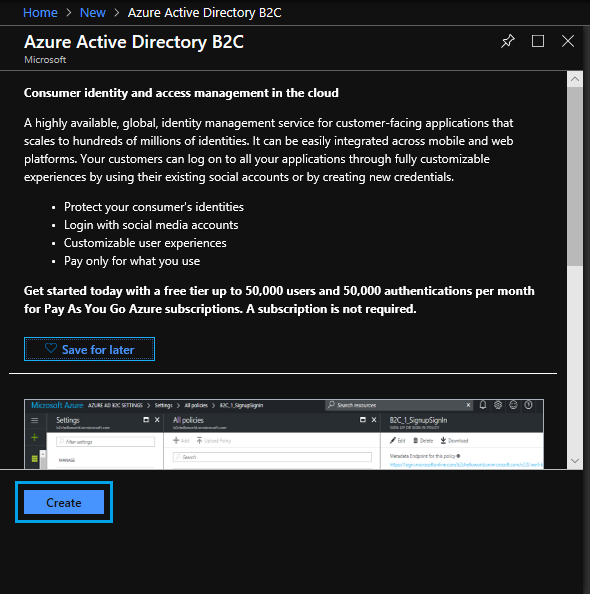 Home > New > Azure Active Directory B2C
Azure Active Directory B2C
Microsoft
Consumer identity and access management in the cloud
A highly available, global, identity management service for customer-facing applications that
scales to hundreds of millions of identities. It can be easily integrated across mobile and web
platforms. Your customers can log on to all your applications through fully customizable
experiences by using their existing social accounts or by creating new credentials.
• Protect your consumer's identities
• Login with social media accounts
• Customizable user experiences
• Pay only for what you use
Get started today with a free tier up to 50,000 users and 50,000 authentications per month
for Pay As You Go Azure subscriptions. A subscription is not required.
Save for later
Microsoft Azure AZURE AD B2C SETTINGS > Settings > All policies > B2C_1_SignupSignIn Search resources
Settings All policies B2C_1_SignupSignIn
Add Upload Policy Edit Delete Download
Filter settings Search
MANAGE Metadata Endpoint for this policy
Create